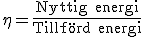 η = Nyttig energi / Tillförd energi